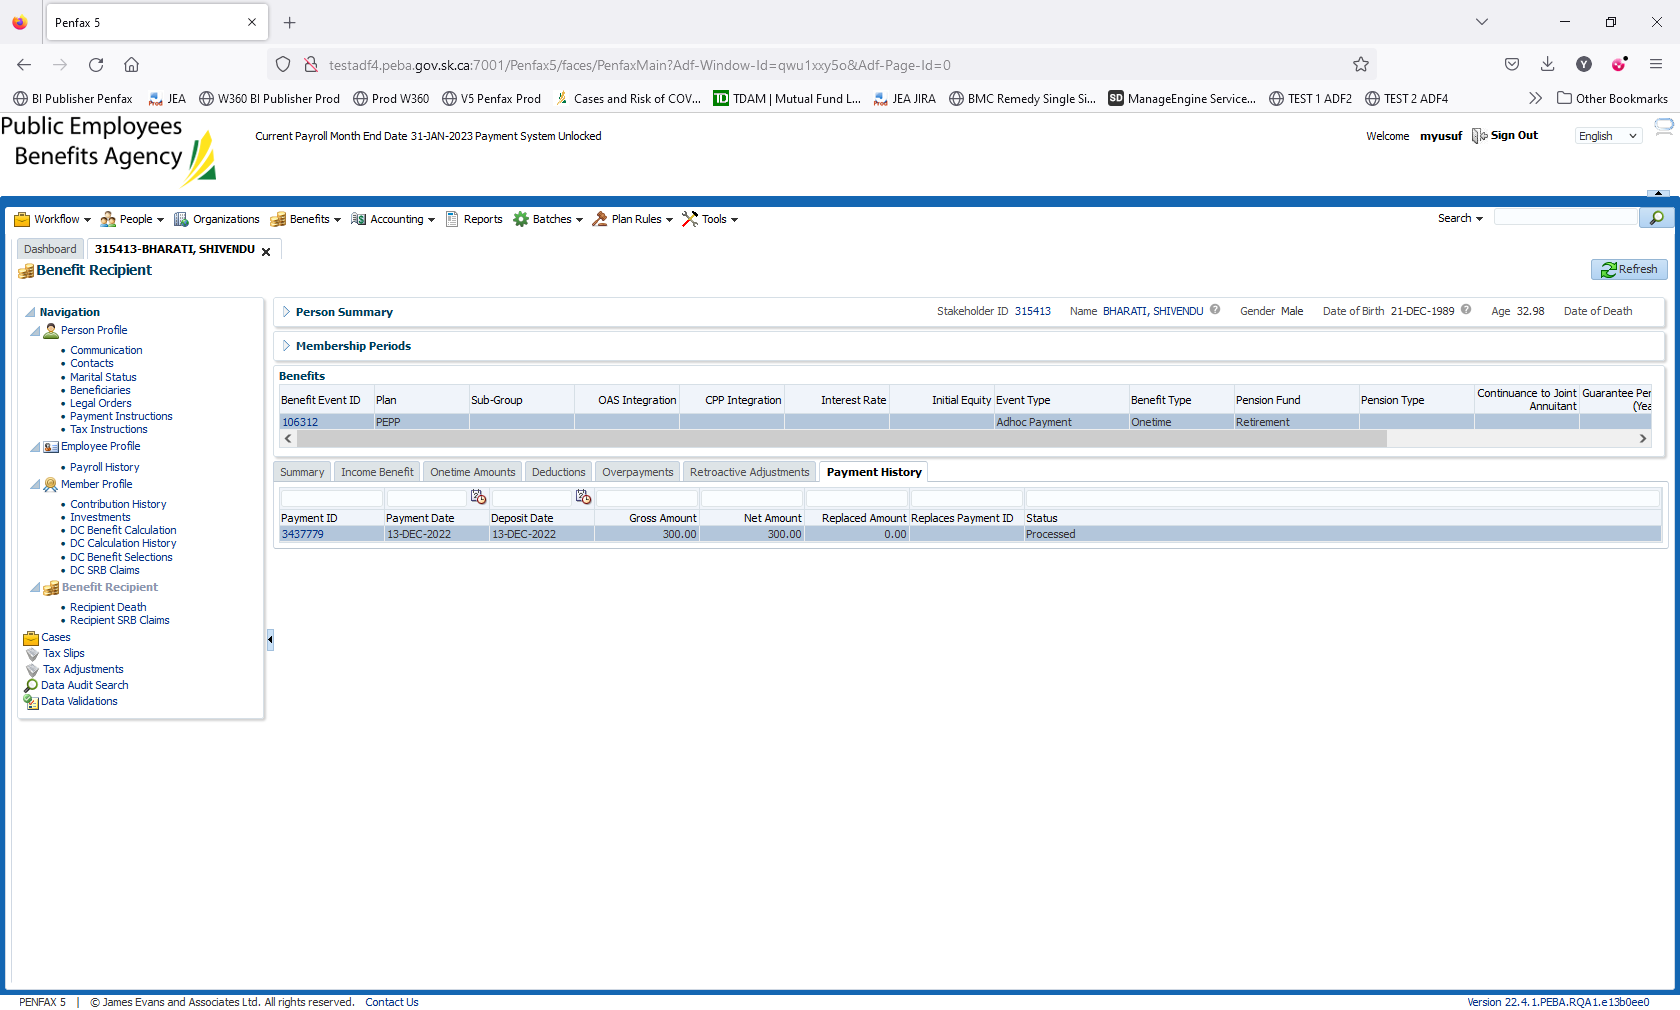 Penfax 5
testadf4.peba.gov.sk.ca:7001/Penfax5/faces/PenfaxMain?Adf-Window-Id=qwu1xxy5o&Adf-Page-Id=0
Y
BI Publisher Penfax JEA W360 BI Publisher Prod Prod W360 V5 Penfax Prod Cases and Risk of COV... TDAM | Mutual Fund L... JEA JIRA BMC Remedy Single Si... ManageEngine Service... TEST 1 ADF2 TEST 2 ADF4 Other Bookmarks
Public Employees
Benefits Agency
Current Payroll Month End Date 31-JAN-2023 Payment System Unlocked
Welcome myusuf Sign Out English
Workflow People Organizations Benefits Accounting Reports Batches Plan Rules Tools Search
Dashboard 315413-BHARATI, SHIVENDU
Benefit Recipient
Refresh
Navigation
Person Profile
Communication
Contacts
Marital Status
Beneficiaries
Legal Orders
Payment Instructions
Tax Instructions
Employee Profile
Payroll History
Member Profile
Contribution History
Investments
DC Benefit Calculation
DC Calculation History
DC Benefit Selections
DC SRB Claims
Benefit Recipient
Recipient Death
Recipient SRB Claims
Cases
Tax Slips
Tax Adjustments
Data Audit Search
Data Validations
Person Summary Stakeholder ID 315413 Name BHARATI, SHIVENDU Gender Male Date of Birth 21-DEC-1989 Age 32.98 Date of Death
Membership Periods
Benefits
Benefit Event ID Plan Sub-Group OAS Integration CPP Integration Interest Rate Initial Equity Event Type Benefit Type Pension Fund Pension Type Continuance to Joint Annuitant Guarantee Per (Yea
106312 PEPP Adhoc Payment Onetime Retirement
Summary Income Benefit Onetime Amounts Deductions Overpayments Retroactive Adjustments Payment History
Payment ID Payment Date Deposit Date Gross Amount Net Amount Replaced Amount Replaces Payment ID Status
3437779 13-DEC-2022 13-DEC-2022 300.00 300.00 0.00 Processed
PENFAX 5 | © James Evans and Associates Ltd. All rights reserved. Contact Us
Version 22.4.1.PEBA.RQA1.e13b0ee0